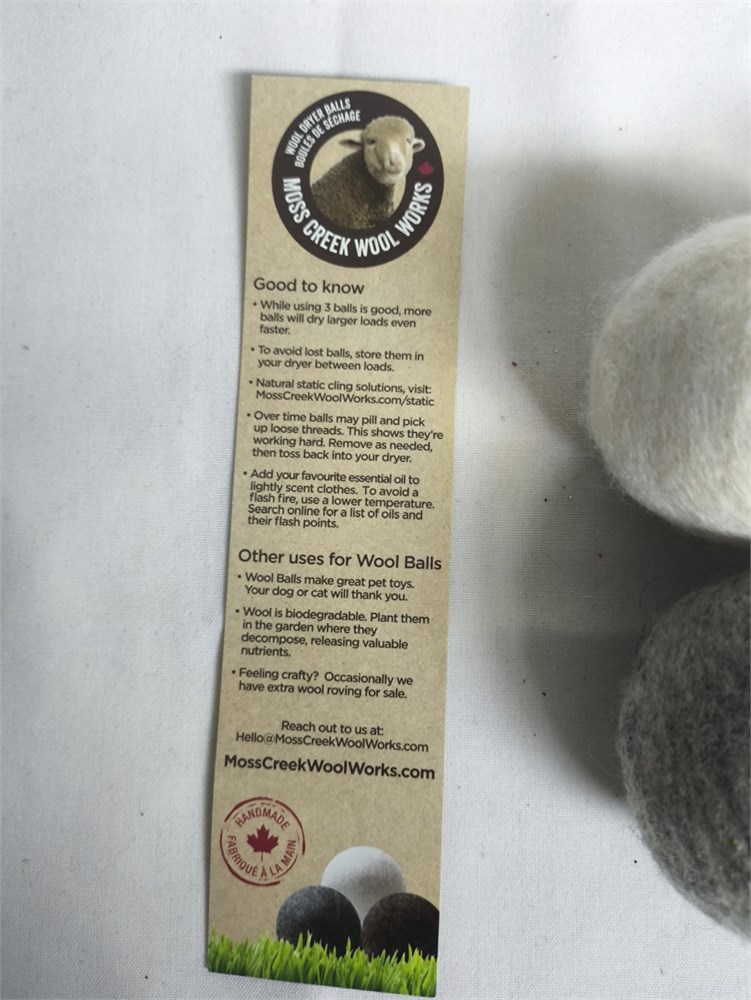 WOOL DRYER BALLS
BOULES DE SÉCHAGE
MOSS CREEK WOOL WORKS
Good to know
• While using 3 balls is good, more
balls will dry larger loads even
faster.
• To avoid lost balls, store them in
your dryer between loads.
• Natural static cling solutions, visit:
MossCreekWoolWorks.com/static
• Over time balls may pill and pick
up loose threads. This shows they're
working hard. Remove as needed,
then toss back into your dryer.
• Add your favourite essential oil to
lightly scent clothes. To avoid a
flash fire, use a lower temperature.
Search online for a list of oils and
their flash points.
Other uses for Wool Balls
• Wool Balls make great pet toys.
Your dog or cat will thank you.
• Wool is biodegradable. Plant them
in the garden where they
decompose, releasing valuable
nutrients.
• Feeling crafty? Occasionally we
have extra wool roving for sale.
Reach out to us at:
Hello@MossCreekWoolWorks.com
MossCreekWoolWorks.com
HANDMADE
FABRIQUÉ À LA MAIN